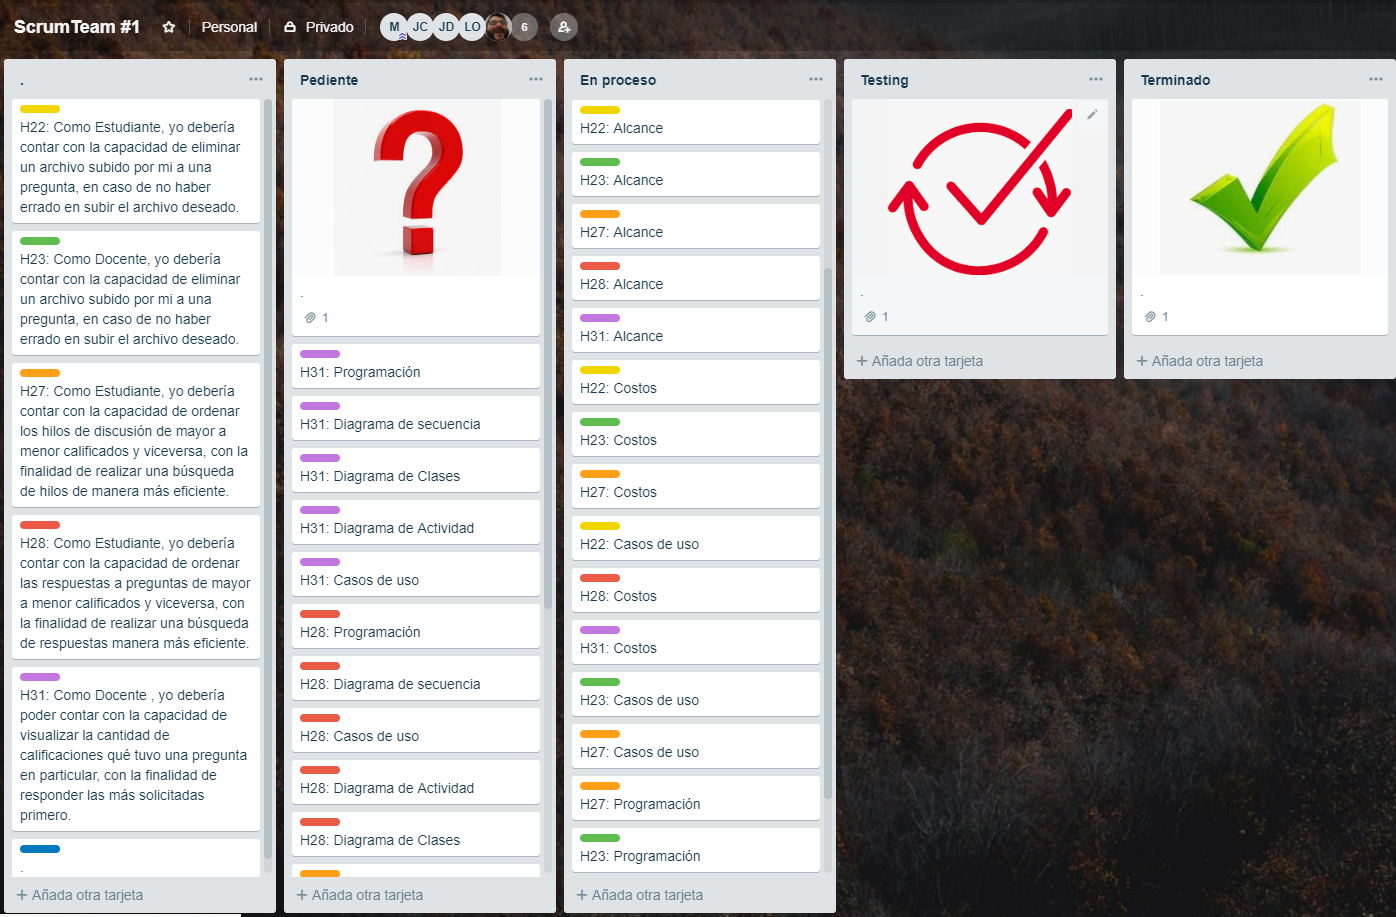 ScrumTeam #1
Personal
Privado
M
JC
JD
LO
6
.
H22: Como Estudiante, yo debería
contar con la capacidad de eliminar
un archivo subido por mi a una
pregunta, en caso de no haber
errado en subir el archivo deseado.
H23: Como Docente, yo debería
contar con la capacidad de eliminar
un archivo subido por mi a una
pregunta, en caso de no haber
errado en subir el archivo deseado.
H27: Como Estudiante, yo debería
contar con la capacidad de ordenar
los hilos de discusión de mayor a
menor calificados y viceversa, con la
finalidad de realizar una búsqueda
de hilos de manera más eficiente.
H28: Como Estudiante, yo debería
contar con la capacidad de ordenar
las respuestas a preguntas de mayor
a menor calificados y viceversa, con
la finalidad de realizar una búsqueda
de respuestas manera más eficiente.
H31: Como Docente , yo debería
poder contar con la capacidad de
visualizar la cantidad de
calificaciones qué tuvo una pregunta
en particular, con la finalidad de
responder las más solicitadas
primero.
.
+ Añada otra tarjeta
Pediente
.
1
H31: Programación
H31: Diagrama de secuencia
H31: Diagrama de Clases
H31: Diagrama de Actividad
H31: Casos de uso
H28: Programación
H28: Diagrama de secuencia
H28: Casos de uso
H28: Diagrama de Actividad
H28: Diagrama de Clases
+ Añada otra tarjeta
En proceso
H22: Alcance
H23: Alcance
H27: Alcance
H28: Alcance
H31: Alcance
H22: Costos
H23: Costos
H27: Costos
H22: Casos de uso
H28: Costos
H31: Costos
H23: Casos de uso
H27: Casos de uso
H27: Programación
H23: Programación
+ Añada otra tarjeta
Testing
.
1
+ Añada otra tarjeta
Terminado
.
1
+ Añada otra tarjeta